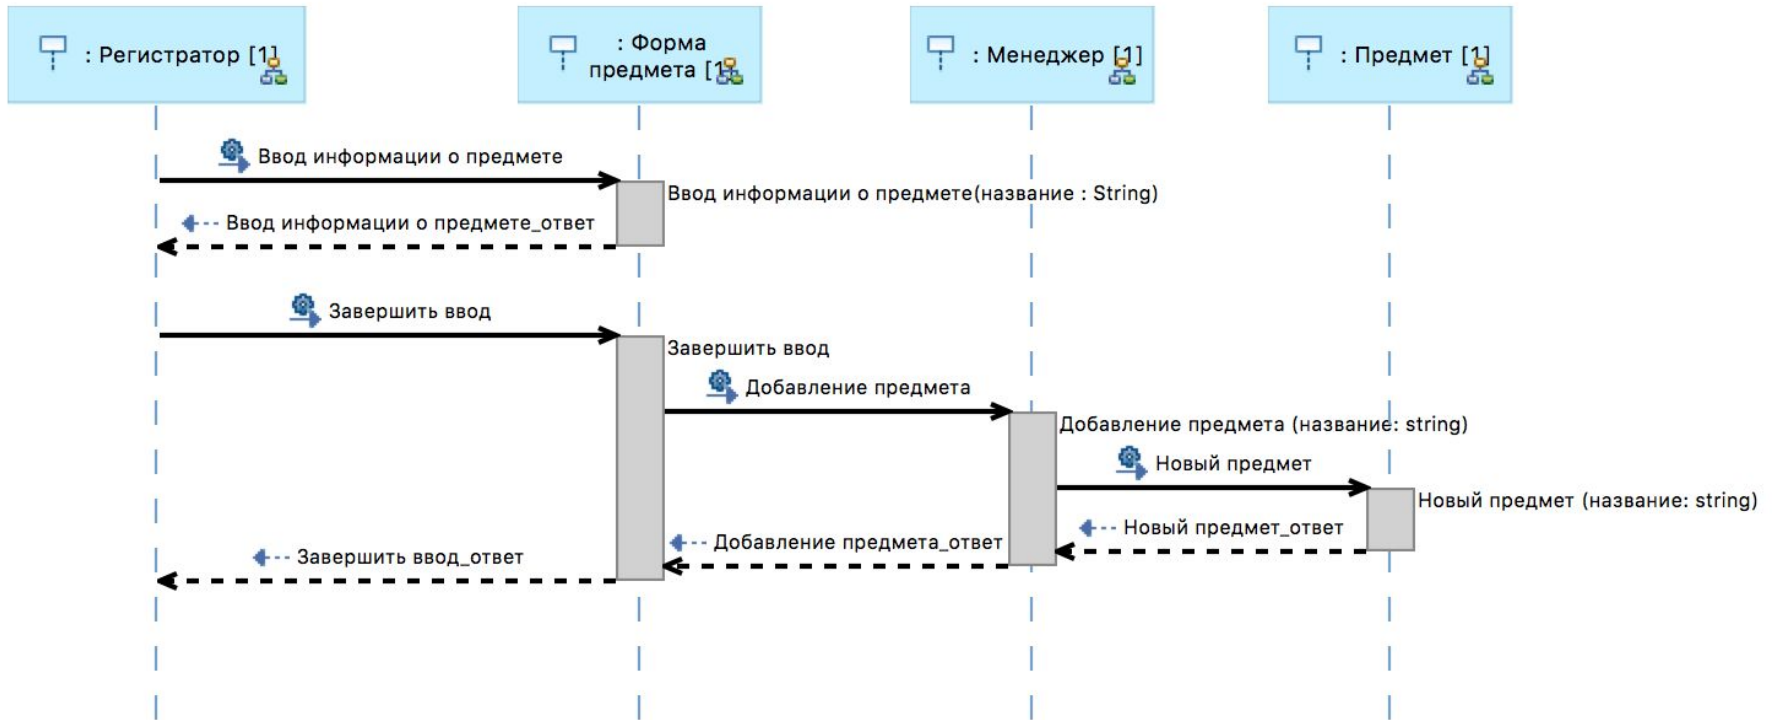 : Регистратор [1]
: Форма
предмета [1]
: Менеджер [1]
: Предмет [1]
Ввод информации о предмете
Ввод информации о предмете(название : String)
Ввод информации о предмете_ответ
Завершить ввод
Завершить ввод
Добавление предмета
Добавление предмета (название: string)
Новый предмет
Новый предмет (название: string)
Новый предмет_ответ
Добавление предмета_ответ
Завершить ввод_ответ